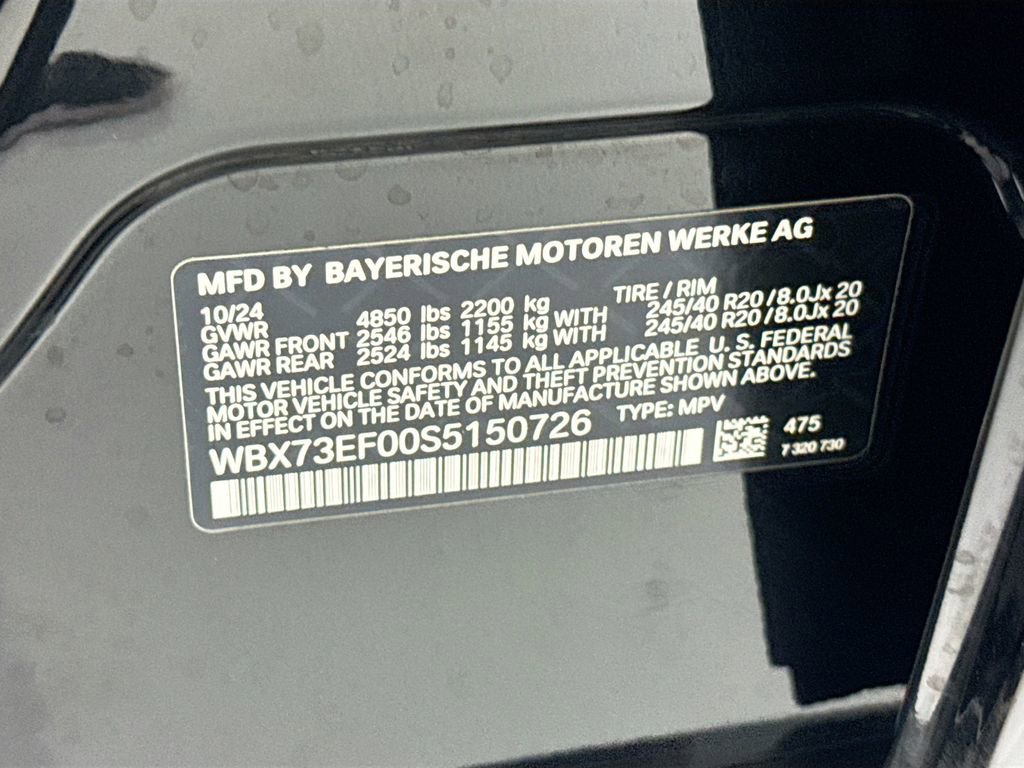 MFD BY BAYERISCHE MOTOREN WERKE AG
10/24 TIRE / RIM
GVWR 4850 lbs 2200 kg
GAWR FRONT 2546 lbs 1155 kg WITH 245/40 R20 / 8.0Jx 20
GAWR REAR 2524 lbs 1145 kg WITH 245/40 R20 / 8.0Jx 20
THIS VEHICLE CONFORMS TO ALL APPLICABLE U. S. FEDERAL
MOTOR VEHICLE SAFETY AND THEFT PREVENTION STANDARDS
IN EFFECT ON THE DATE OF MANUFACTURE SHOWN ABOVE.
WBX73EF00S5150726 TYPE: MPV
475
7 320 730